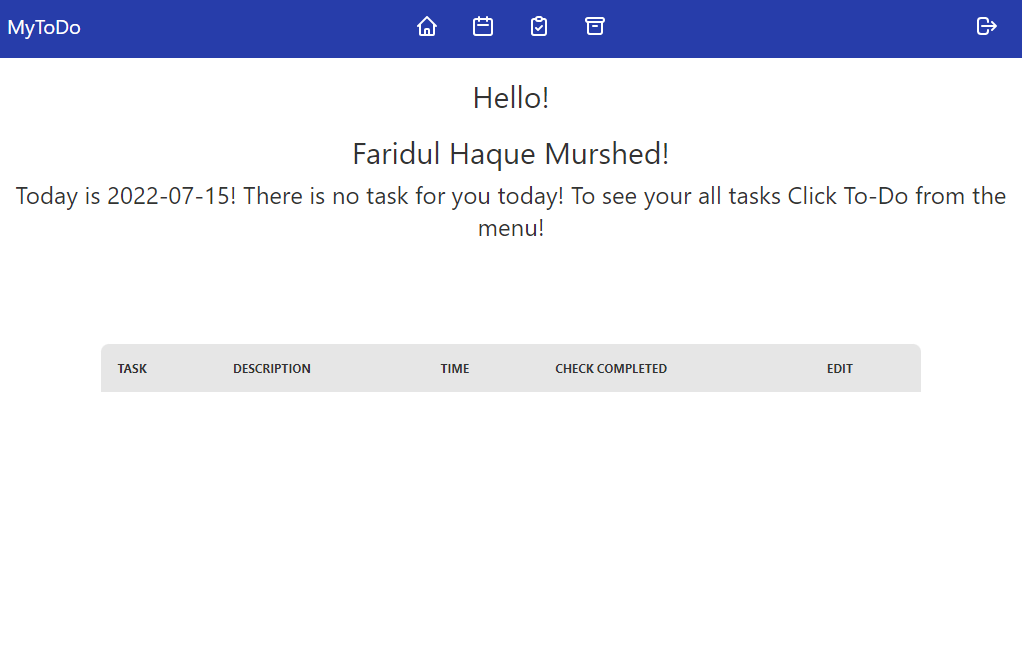 MyToDo
Hello!
Faridul Haque Murshed!
Today is 2022-07-15! There is no task for you today! To see your all tasks Click To-Do from the
menu!
TASK DESCRIPTION TIME CHECK COMPLETED EDIT